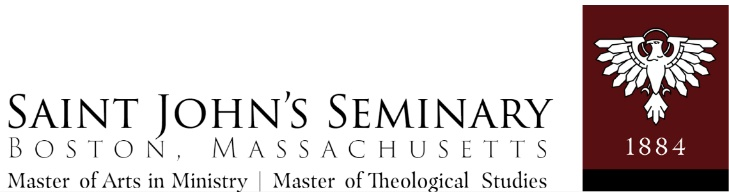 SAINT JOHN'S SEMINARY
BOSTON, MASSACHUSETTS
Master of Arts in Ministry | Master of Theological Studies
1884